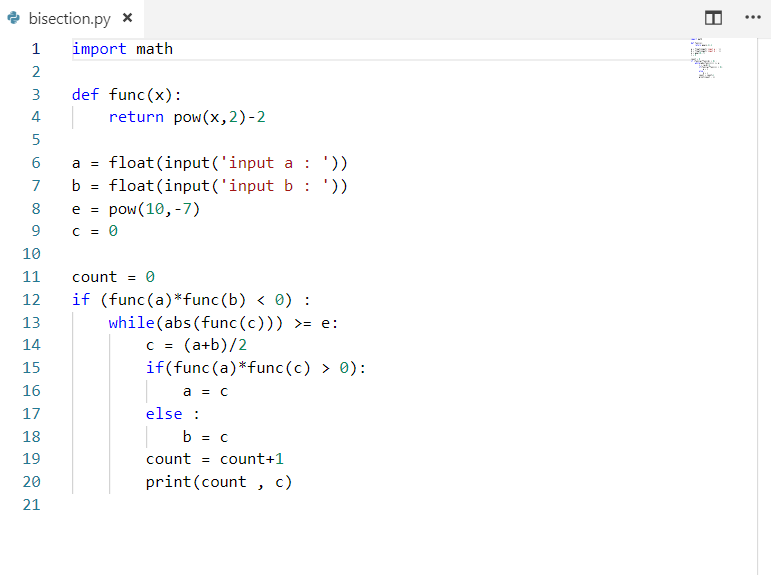 bisection.py ×
1 import math
2
3 def func(x):
4     return pow(x,2)-2
5
6 a = float(input('input a : '))
7 b = float(input('input b : '))
8 e = pow(10,-7)
9 c = 0
10
11 count = 0
12 if (func(a)*func(b) < 0) :
13     while(abs(func(c))) >= e:
14         c = (a+b)/2
15         if(func(a)*func(c) > 0):
16             a = c
17         else :
18             b = c
19         count = count+1
20         print(count , c)
21